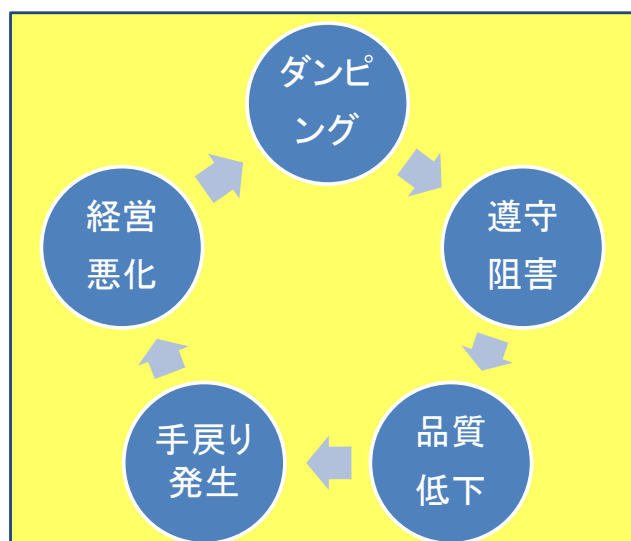 ダンピ
ング
遵守
阻害
品質
低下
手戻り
発生
経営
悪化